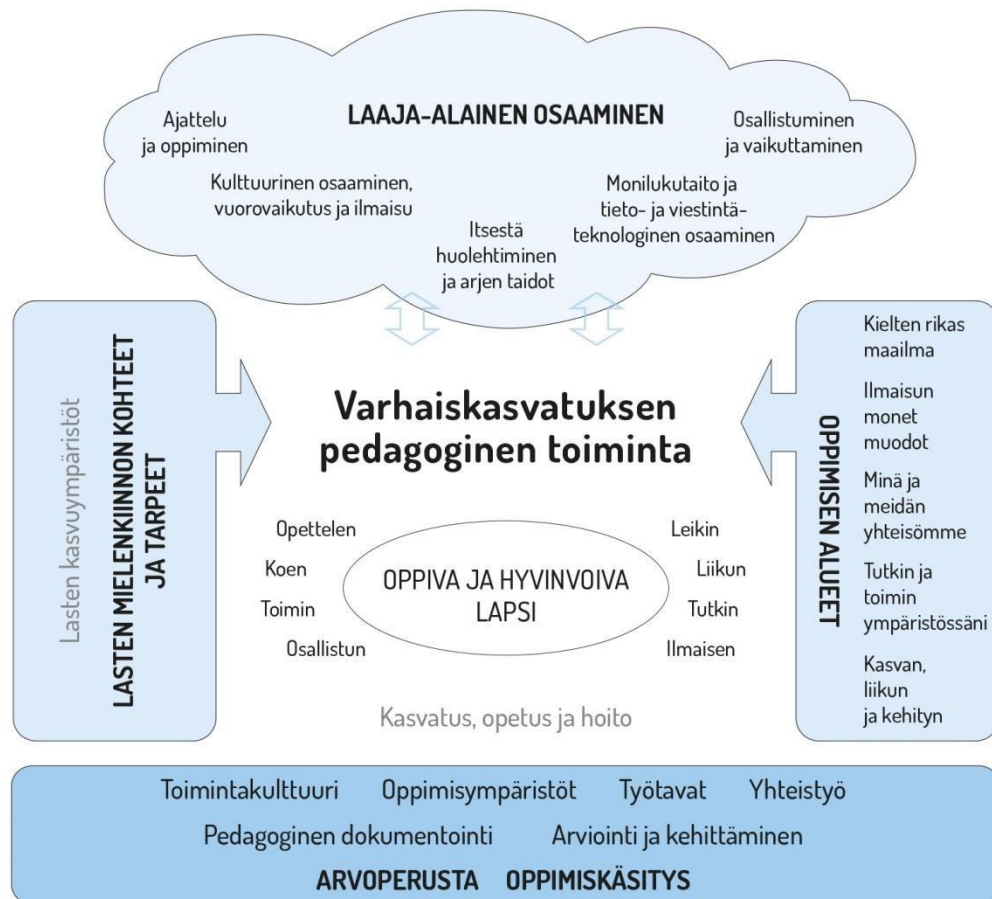 LAAJA-ALAINEN OSAAMINEN
Ajattelu
ja oppiminen
Kulttuurinen osaaminen,
vuorovaikutus ja ilmaisu
Itsestä
huolehtiminen
ja arjen taidot
Monilukutaito ja
tieto- ja viestintä-
teknologinen osaaminen
Osallistuminen
ja vaikuttaminen
Lasten kasvuympäristöt
LASTEN MIELENKIINNON KOHTEET
JA TARPEET
Varhaiskasvatuksen
pedagoginen toiminta
Opettelen
Koen
Toimin
Osallistun
OPPIVA JA HYVINVOIVA
LAPSI
Leikin
Liikun
Tutkin
Ilmaisen
Kasvatus, opetus ja hoito
OPPIMISEN ALUEET
Kielten rikas
maailma
Ilmaisun
monet
muodot
Minä ja
meidän
yhteisömme
Tutkin ja
toimin
ympäristössäni
Kasvan,
liikun
ja kehityn
Toimintakulttuuri Oppimisympäristöt Työtavat Yhteistyö
Pedagoginen dokumentointi Arviointi ja kehittäminen
ARVOPERUSTA OPPIMISKÄSITYS